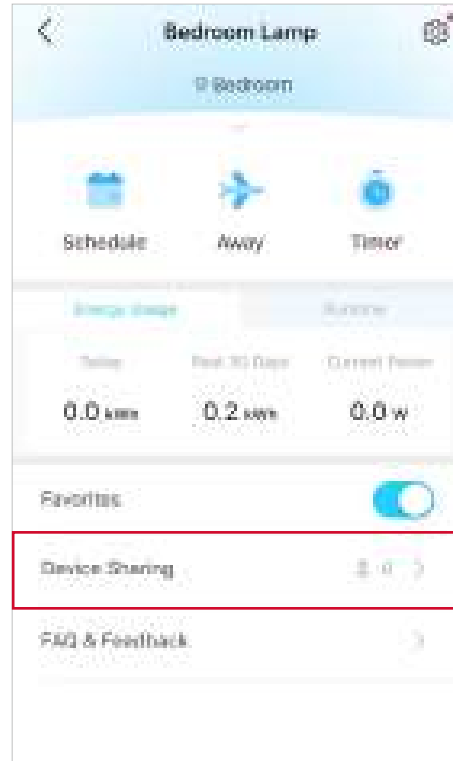 Bedroom Lamp
Bedroom
Schedule Away Timer
Energy Usage Runtime
Today Past 30 Days Current Power
0.0 kWh 0.2 kWh 0.0 w
Favorites
Device Sharing
FAQ & Feedback